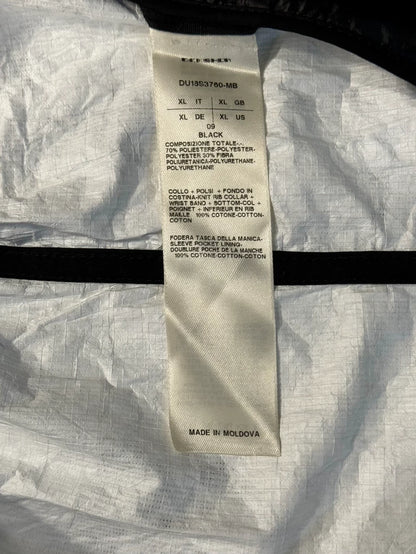 DU18S3760-MB
XL IT XL GB
XL DE XL US
09
BLACK
COMPOSIZIONE TOTALE-.-
70% POLIESTERE-POLYESTER-
POLYESTER 30% FIBRA
POLIURETANICA-POLYURETHANE-
POLYURETHANE
COLLO + POLSI + FONDO IN
COSTINA-KNIT RIB COLLAR +
WRIST BAND + BOTTOM-COL +
POIGNET + INFERIEUR EN RIB
MAILLE 100% COTONE-COTTON-
COTON
FODERA TASCA DELLA MANICA-
SLEEVE POCKET LINING-
DOUBLURE POCHE DE LA MANCHE
100% COTONE-COTTON-COTON
MADE IN MOLDOVA